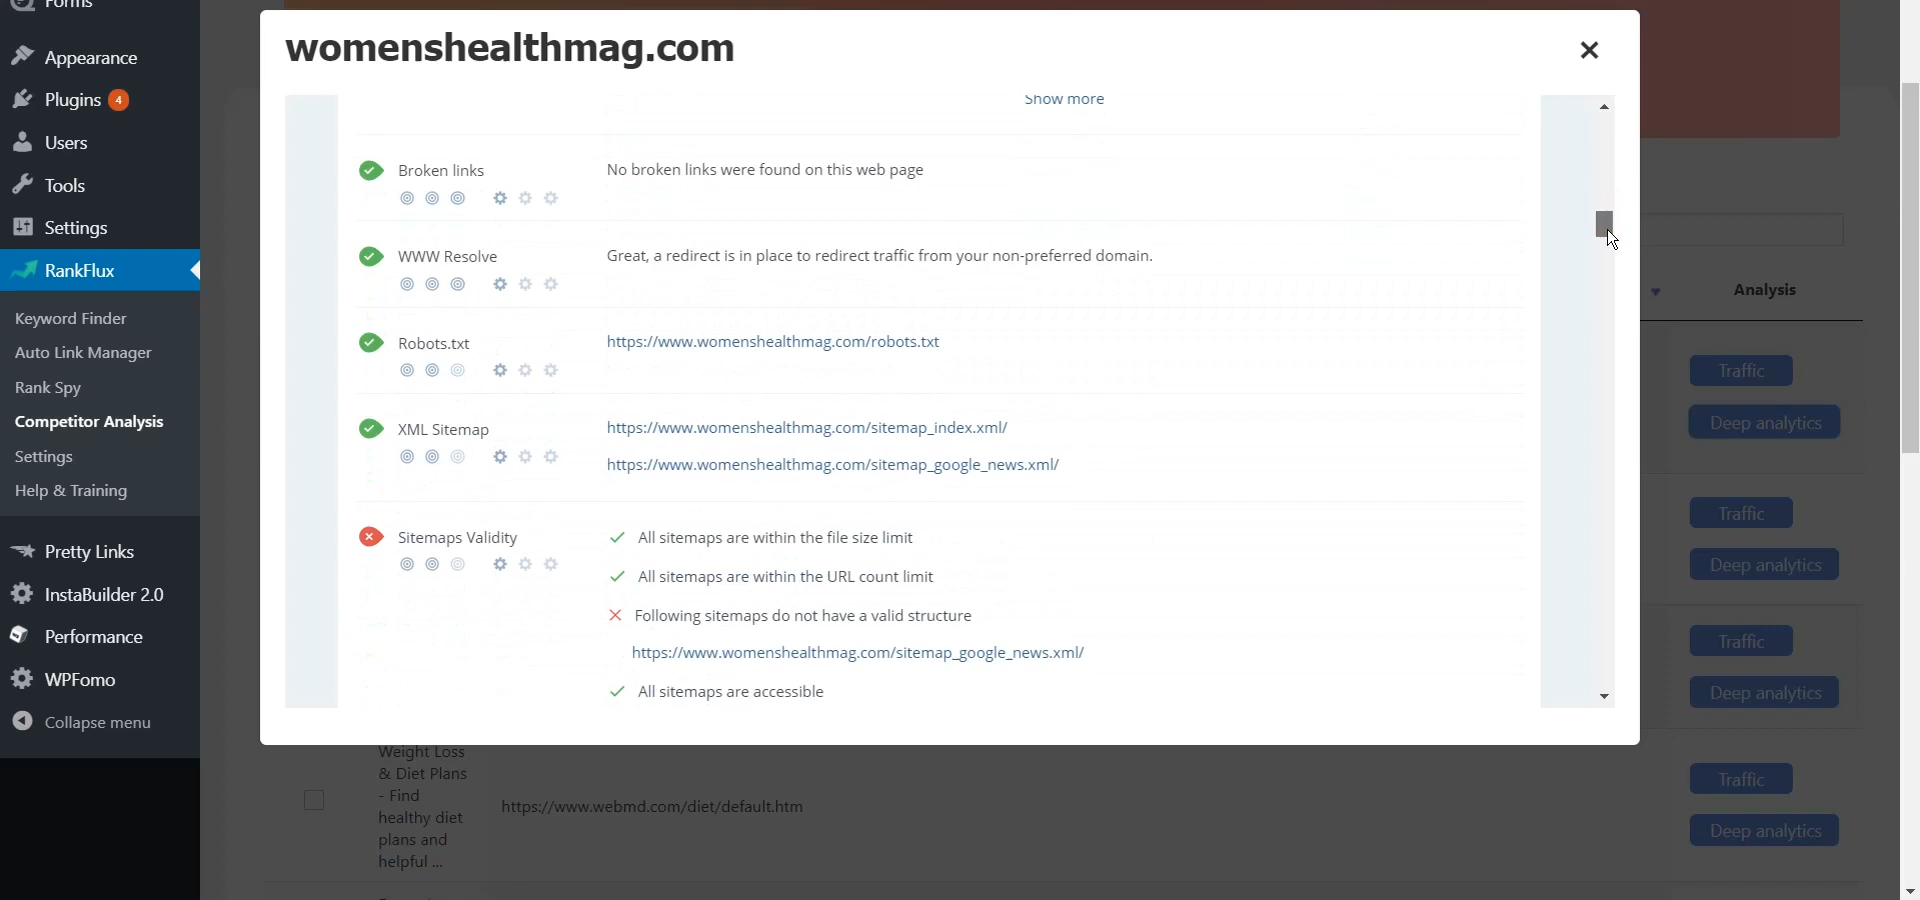 Forms
Appearance
Plugins 4
Users
Tools
Settings
RankFlux
Keyword Finder
Auto Link Manager
Rank Spy
Competitor Analysis
Settings
Help & Training
Pretty Links
InstaBuilder 2.0
Performance
WPFomo
Collapse menu
womenshealthmag.com
Show more
Broken links
No broken links were found on this web page
WWW Resolve
Great, a redirect is in place to redirect traffic from your non-preferred domain.
Robots.txt
https://www.womenshealthmag.com/robots.txt
XML Sitemap
https://www.womenshealthmag.com/sitemap_index.xml/
https://www.womenshealthmag.com/sitemap_google_news.xml/
Sitemaps Validity
All sitemaps are within the file size limit
All sitemaps are within the URL count limit
Following sitemaps do not have a valid structure
https://www.womenshealthmag.com/sitemap_google_news.xml/
All sitemaps are accessible
Analysis
Traffic
Deep analytics
Traffic
Deep analytics
Traffic
Deep analytics
Weight Loss
& Diet Plans
- Find
healthy diet
plans and
helpful ...
https://www.webmd.com/diet/default.htm
Traffic
Deep analytics